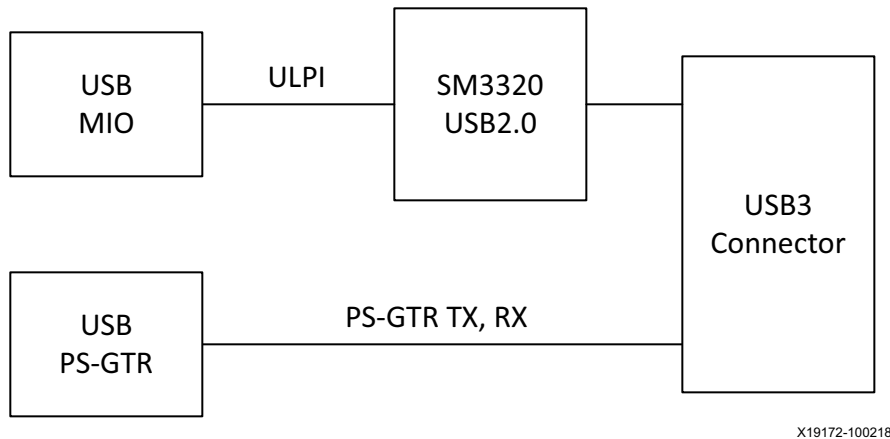 USB
MIO
ULPI
SM3320
USB2.0
USB3
Connector
USB
PS-GTR
PS-GTR TX, RX
X19172-100218